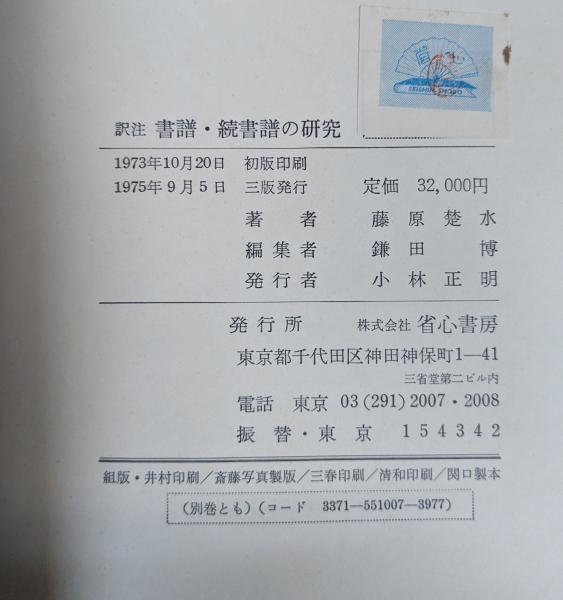 SEISHIN SHOBO
訳注 書譜・続書譜の研究
1973年10月20日 初版印刷
1975年9月5日 三版発行 定価 32,000円
著者 藤原楚水
編集者 鎌田博
発行者 小林正明
発行所 株式会社 省心書房
東京都千代田区神田神保町1—41
三省堂第二ビル内
電話 東京 03(291)2007・2008
振替・東京 154342
組版・井村印刷/斎藤写真製版/三春印刷/清和印刷/関口製本
(別巻とも)(コード 3371—551007—3977)